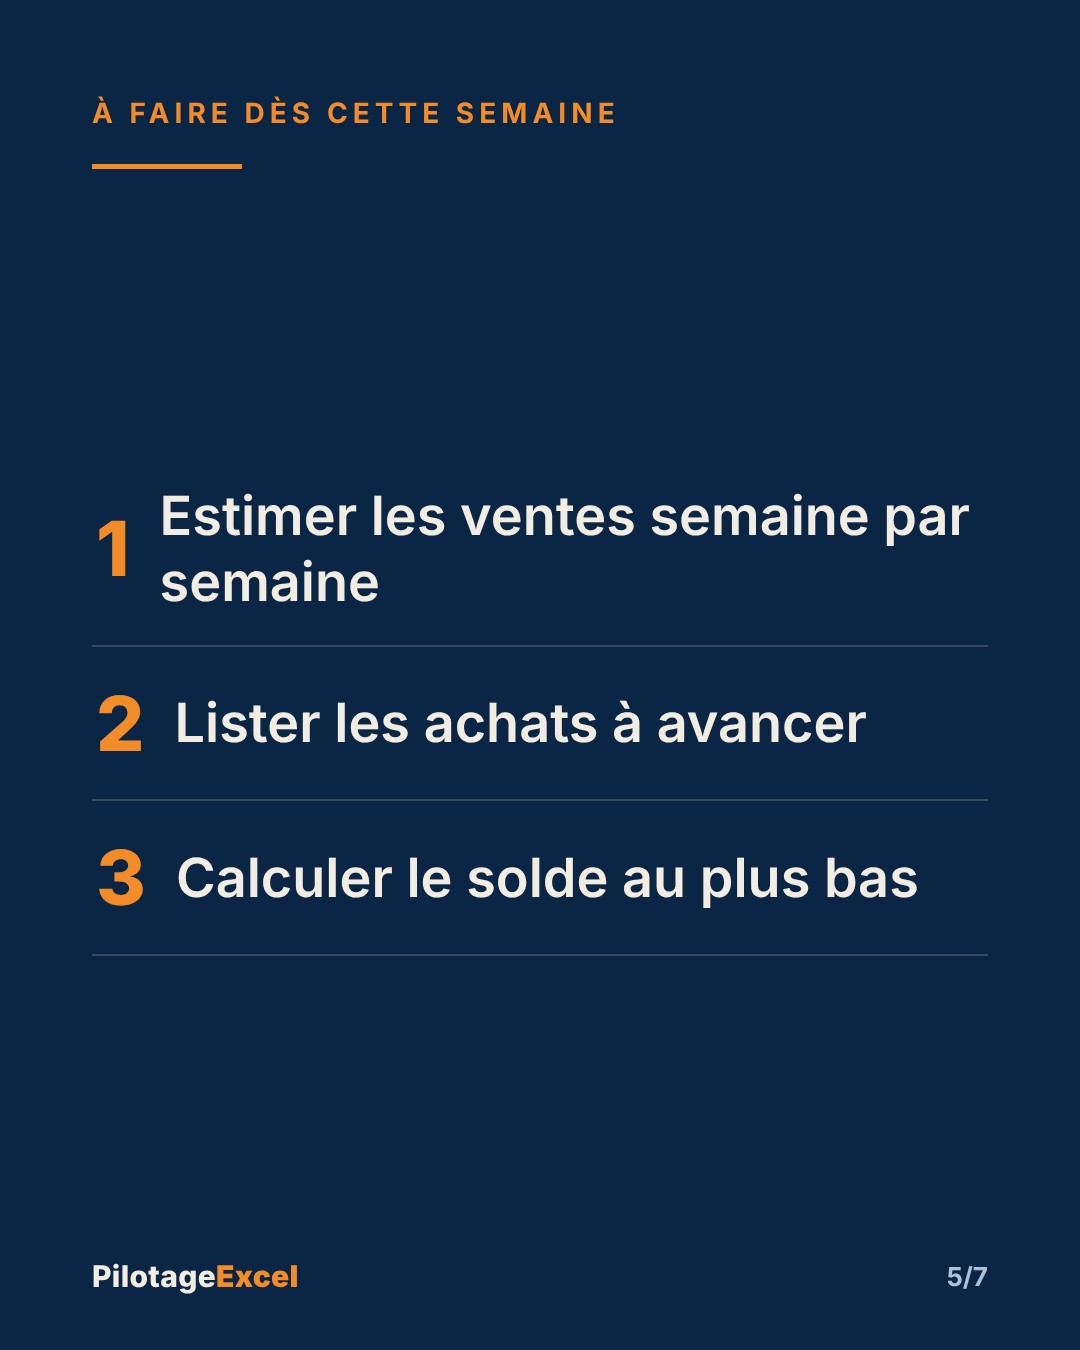 À FAIRE DÈS CETTE SEMAINE
1 Estimer les ventes semaine par
semaine
2 Lister les achats à avancer
3 Calculer le solde au plus bas
PilotageExcel
5/7